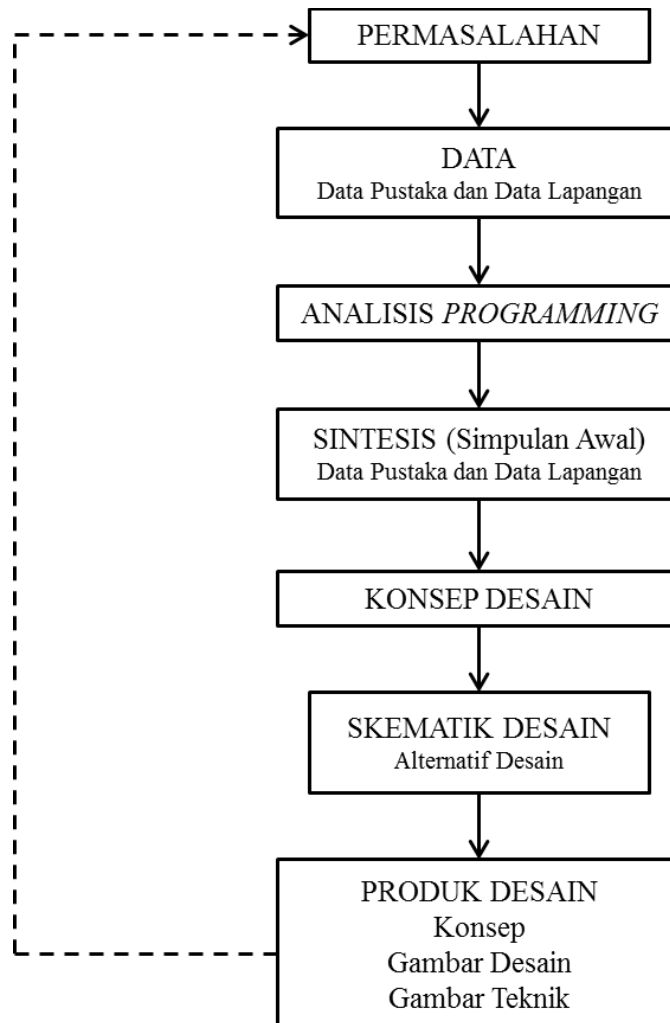 PERMASALAHAN
DATA
Data Pustaka dan Data Lapangan
ANALISIS PROGRAMMING
SINTESIS (Simpulan Awal)
Data Pustaka dan Data Lapangan
KONSEP DESAIN
SKEMATIK DESAIN
Alternatif Desain
PRODUK DESAIN
Konsep
Gambar Desain
Gambar Teknik